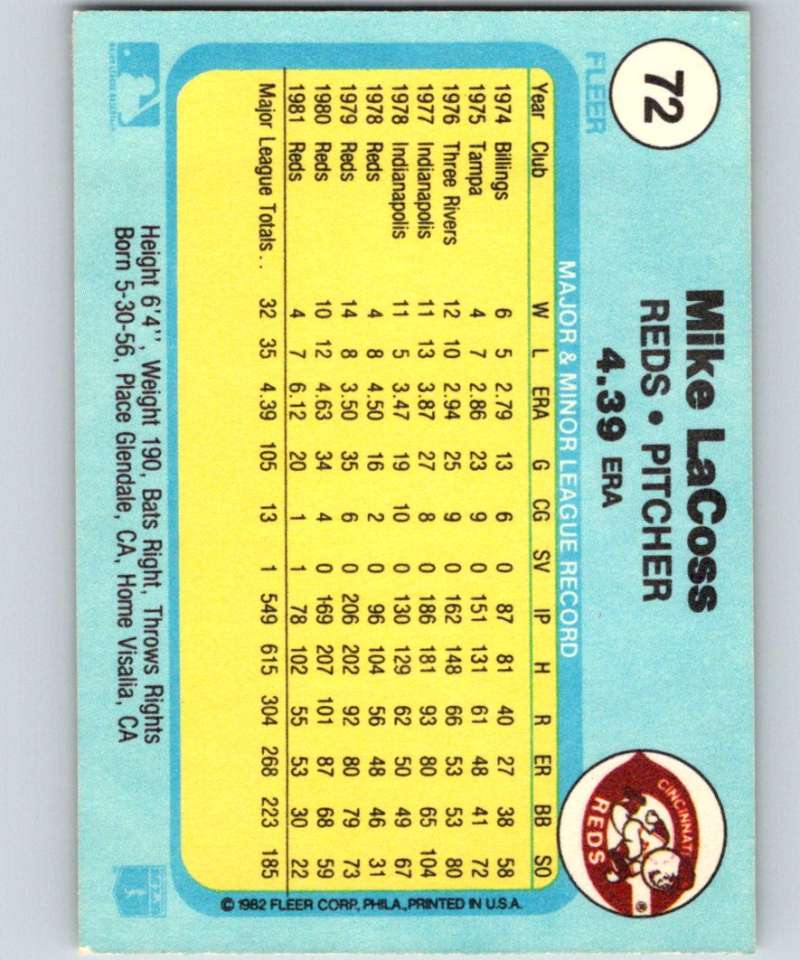 72
FLEER
Mike LaCoss
REDS • PITCHER
4.39 ERA
CINCINNATI
REDS
®
MAJOR & MINOR LEAGUE RECORD
Year Club W L ERA G CG SV IP H R ER BB SO
1974 Billings 6 5 2.79 13 6 0 87 81 40 27 38 58
1975 Tampa 4 7 2.86 23 9 0 151 131 61 48 41 72
1976 Three Rivers 12 10 2.94 25 9 0 162 148 66 53 53 80
1977 Indianapolis 11 13 3.87 27 8 0 186 181 93 80 65 104
1978 Indianapolis 11 5 3.47 19 10 0 130 129 62 50 49 67
1978 Reds 4 8 4.50 16 2 0 96 104 56 48 46 31
1979 Reds 14 8 3.50 35 6 0 206 202 92 80 79 73
1980 Reds 10 12 4.63 34 4 0 169 207 101 87 68 59
1981 Reds 4 7 6.12 20 1 1 78 102 55 53 30 22
Major League Totals.. 32 35 4.39 105 13 1 549 615 304 268 223 185
© 1982 FLEER CORP., PHILA., PRINTED IN U.S.A.
Height 6'4", Weight 190, Bats Right, Throws Rights
Born 5-30-56, Place Glendale, CA, Home Visalia, CA